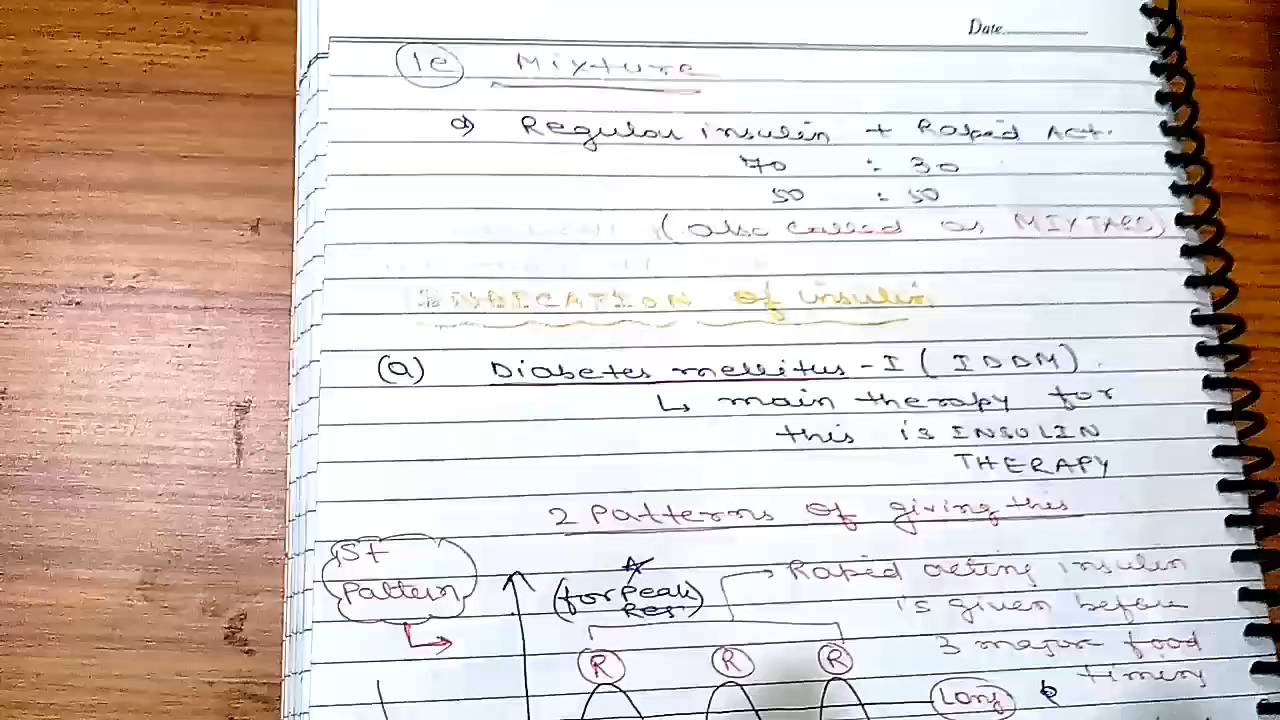 Date
1c Mixture
a) Regular insulin + Rapid Act.
70 : 30
50 : 50
(also called as MIXTARD)
INDICATION of insulin
(a) Diabetes mellitus - I ( IDDM )
↳ main therapy for
this is INSULIN
THERAPY
2 Patterns of giving this
1st Pattern
(for Peak Res)
Rapid acting insulin
is given before
3 major food
timing
R R R
Long